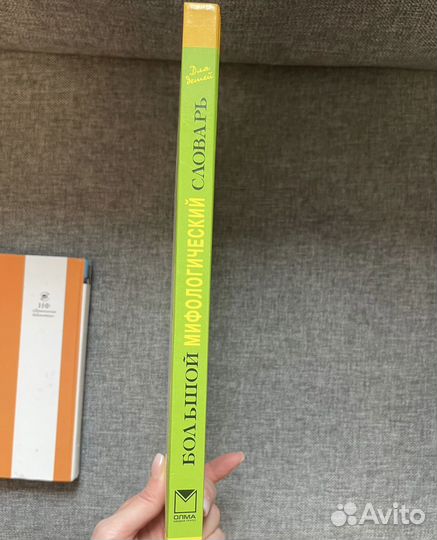 Для
детей
БОЛЬШОЙ МИФОЛОГИЧЕСКИЙ СЛОВАРЬ
ОЛМА
Avito